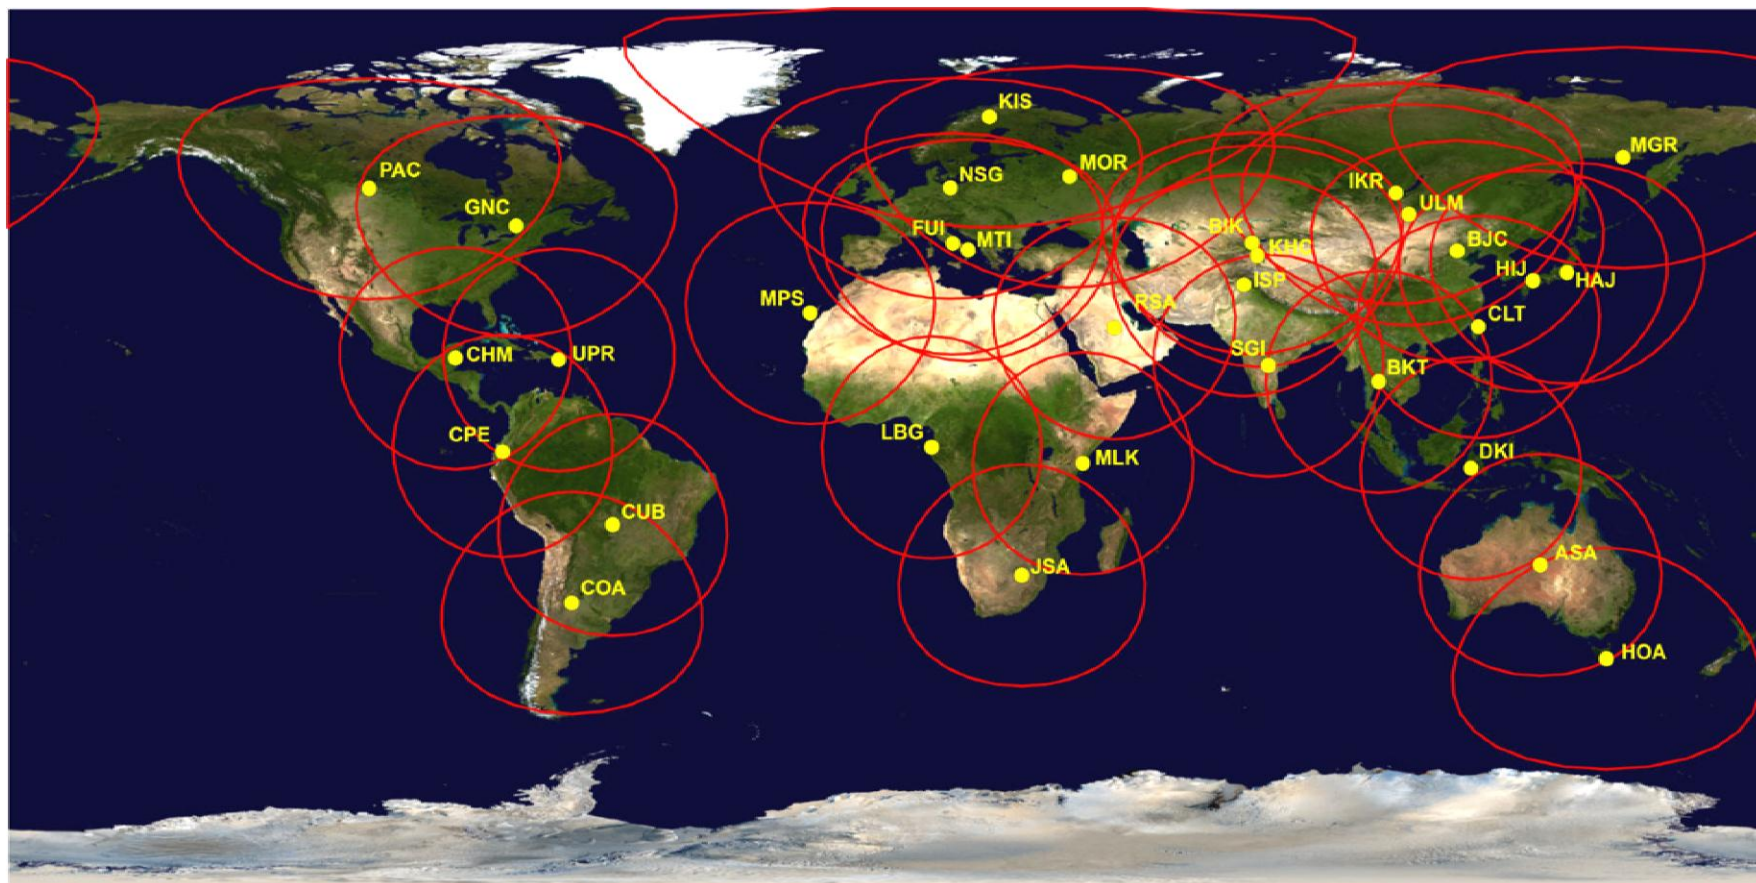 KIS
MGR
PAC
NSG
MOR
IKR
GNC
ULM
FUI
MTI
BIK
KHC
BJC
HIJ
HAJ
ISP
MPS
RSA
CLT
CHM
UPR
SGI
BKT
CPE
LBG
MLK
DKI
CUB
ASA
JSA
COA
HOA